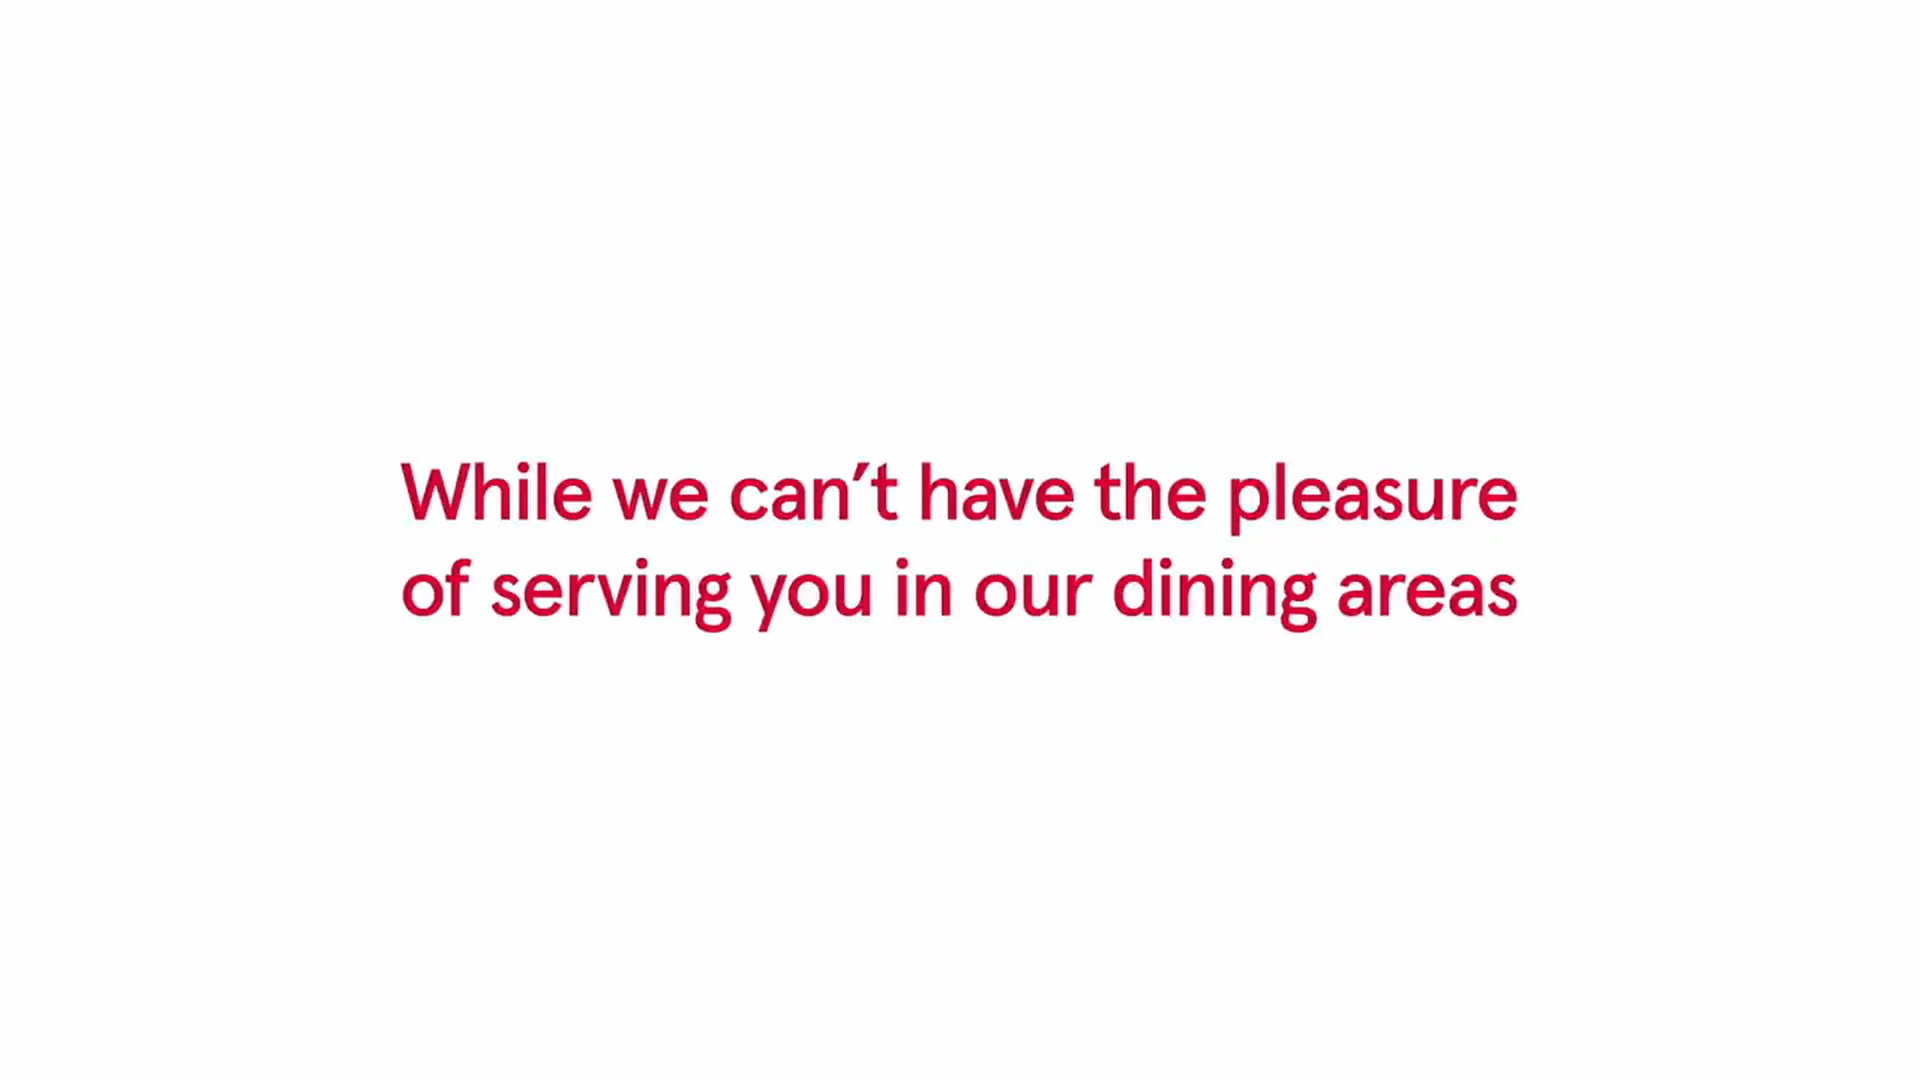 While we can’t have the pleasure
of serving you in our dining areas